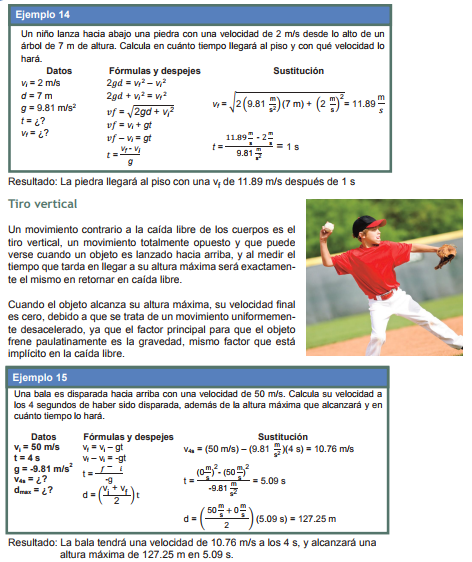 Ejemplo 14
Un niño lanza hacia abajo una piedra con una velocidad de 2 m/s desde lo alto de un
árbol de 7 m de altura. Calcula en cuánto tiempo llegará al piso y con qué velocidad lo
hará.
Datos Fórmulas y despejes Sustitución
vᵢ = 2 m/s 2gd = vf² – vᵢ²
d = 7 m 2gd + vᵢ² = vf²
g = 9.81 m/s² vf = √(2gd + vᵢ²) vf = √(2(9.81 m/s²)(7 m) + (2 m/s)²) = 11.89 m/s
t = ¿? vf = vᵢ + gt
vf = ¿? vf – vᵢ = gt
t = (vf - vᵢ)/g t = (11.89 m/s - 2 m/s)/(9.81 m/s²) = 1 s
Resultado: La piedra llegará al piso con una vf de 11.89 m/s después de 1 s
Tiro vertical
Un movimiento contrario a la caída libre de los cuerpos es el
tiro vertical, un movimiento totalmente opuesto y que puede
verse cuando un objeto es lanzado hacia arriba, y al medir el
tiempo que tarda en llegar a su altura máxima será exactamen-
te el mismo en retornar en caída libre.
Cuando el objeto alcanza su altura máxima, su velocidad final
es cero, debido a que se trata de un movimiento uniformemen-
te desacelerado, ya que el factor principal para que el objeto
frene paulatinamente es la gravedad, mismo factor que está
implícito en la caída libre.
Ejemplo 15
Una bala es disparada hacia arriba con una velocidad de 50 m/s. Calcula su velocidad a
los 4 segundos de haber sido disparada, además de la altura máxima que alcanzará y en
cuánto tiempo lo hará.
Datos Fórmulas y despejes Sustitución
vᵢ = 50 m/s vf = vᵢ – gt v₄ₛ = (50 m/s) – (9.81 m/s²)(4 s) = 10.76 m/s
t = 4 s vf – vᵢ = -gt
g = -9.81 m/s² t = /-g t = ((0 m/s)² - (50 m/s)²)/(-9.81 m/s²) = 5.09 s
v₄ₛ = ¿?
dmax = ¿? d = ((vᵢ + vf)/2) t d = ((50 m/s + 0 m/s)/2) (5.09 s) = 127.25 m
Resultado: La bala tendrá una velocidad de 10.76 m/s a los 4 s, y alcanzará una
altura máxima de 127.25 m en 5.09 s.